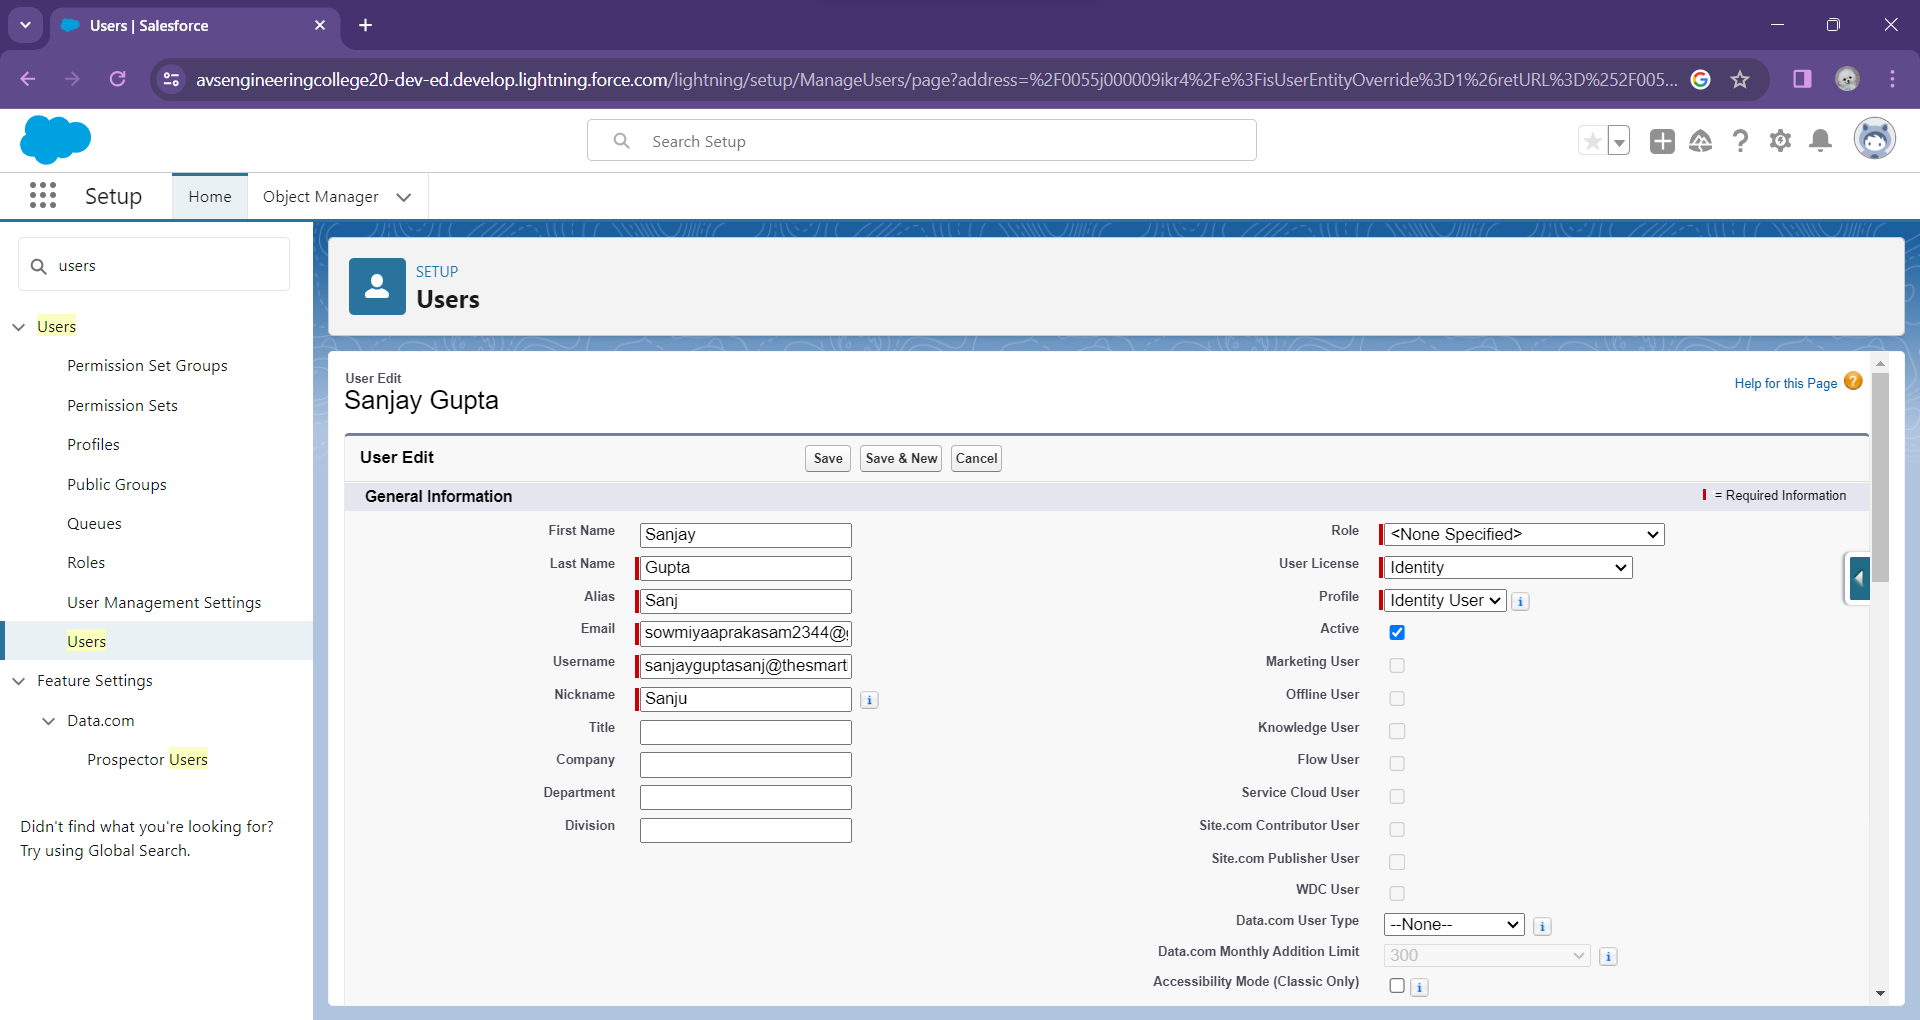 Users | Salesforce
avsengineeringcollege20-dev-ed.develop.lightning.force.com/lightning/setup/ManageUsers/page?address=%2F0055j000009ikr4%2Fe%3FisUserEntityOverride%3D1%26retURL%3D%252F005...
Search Setup
Setup
Home
Object Manager
users
SETUP
Users
Users
Permission Set Groups
Permission Sets
Profiles
Public Groups
Queues
Roles
User Management Settings
Users
Feature Settings
Data.com
Prospector Users
Didn't find what you're looking for?
Try using Global Search.
User Edit
Sanjay Gupta
Help for this Page
User Edit
Save
Save & New
Cancel
General Information
= Required Information
First Name Sanjay
Last Name Gupta
Alias Sanj
Email sowmiyaaprakasam2344@
Username sanjayguptasanj@thesmart
Nickname Sanju
Title
Company
Department
Division
Role <None Specified>
User License Identity
Profile Identity User
Active
Marketing User
Offline User
Knowledge User
Flow User
Service Cloud User
Site.com Contributor User
Site.com Publisher User
WDC User
Data.com User Type --None--
Data.com Monthly Addition Limit 300
Accessibility Mode (Classic Only)